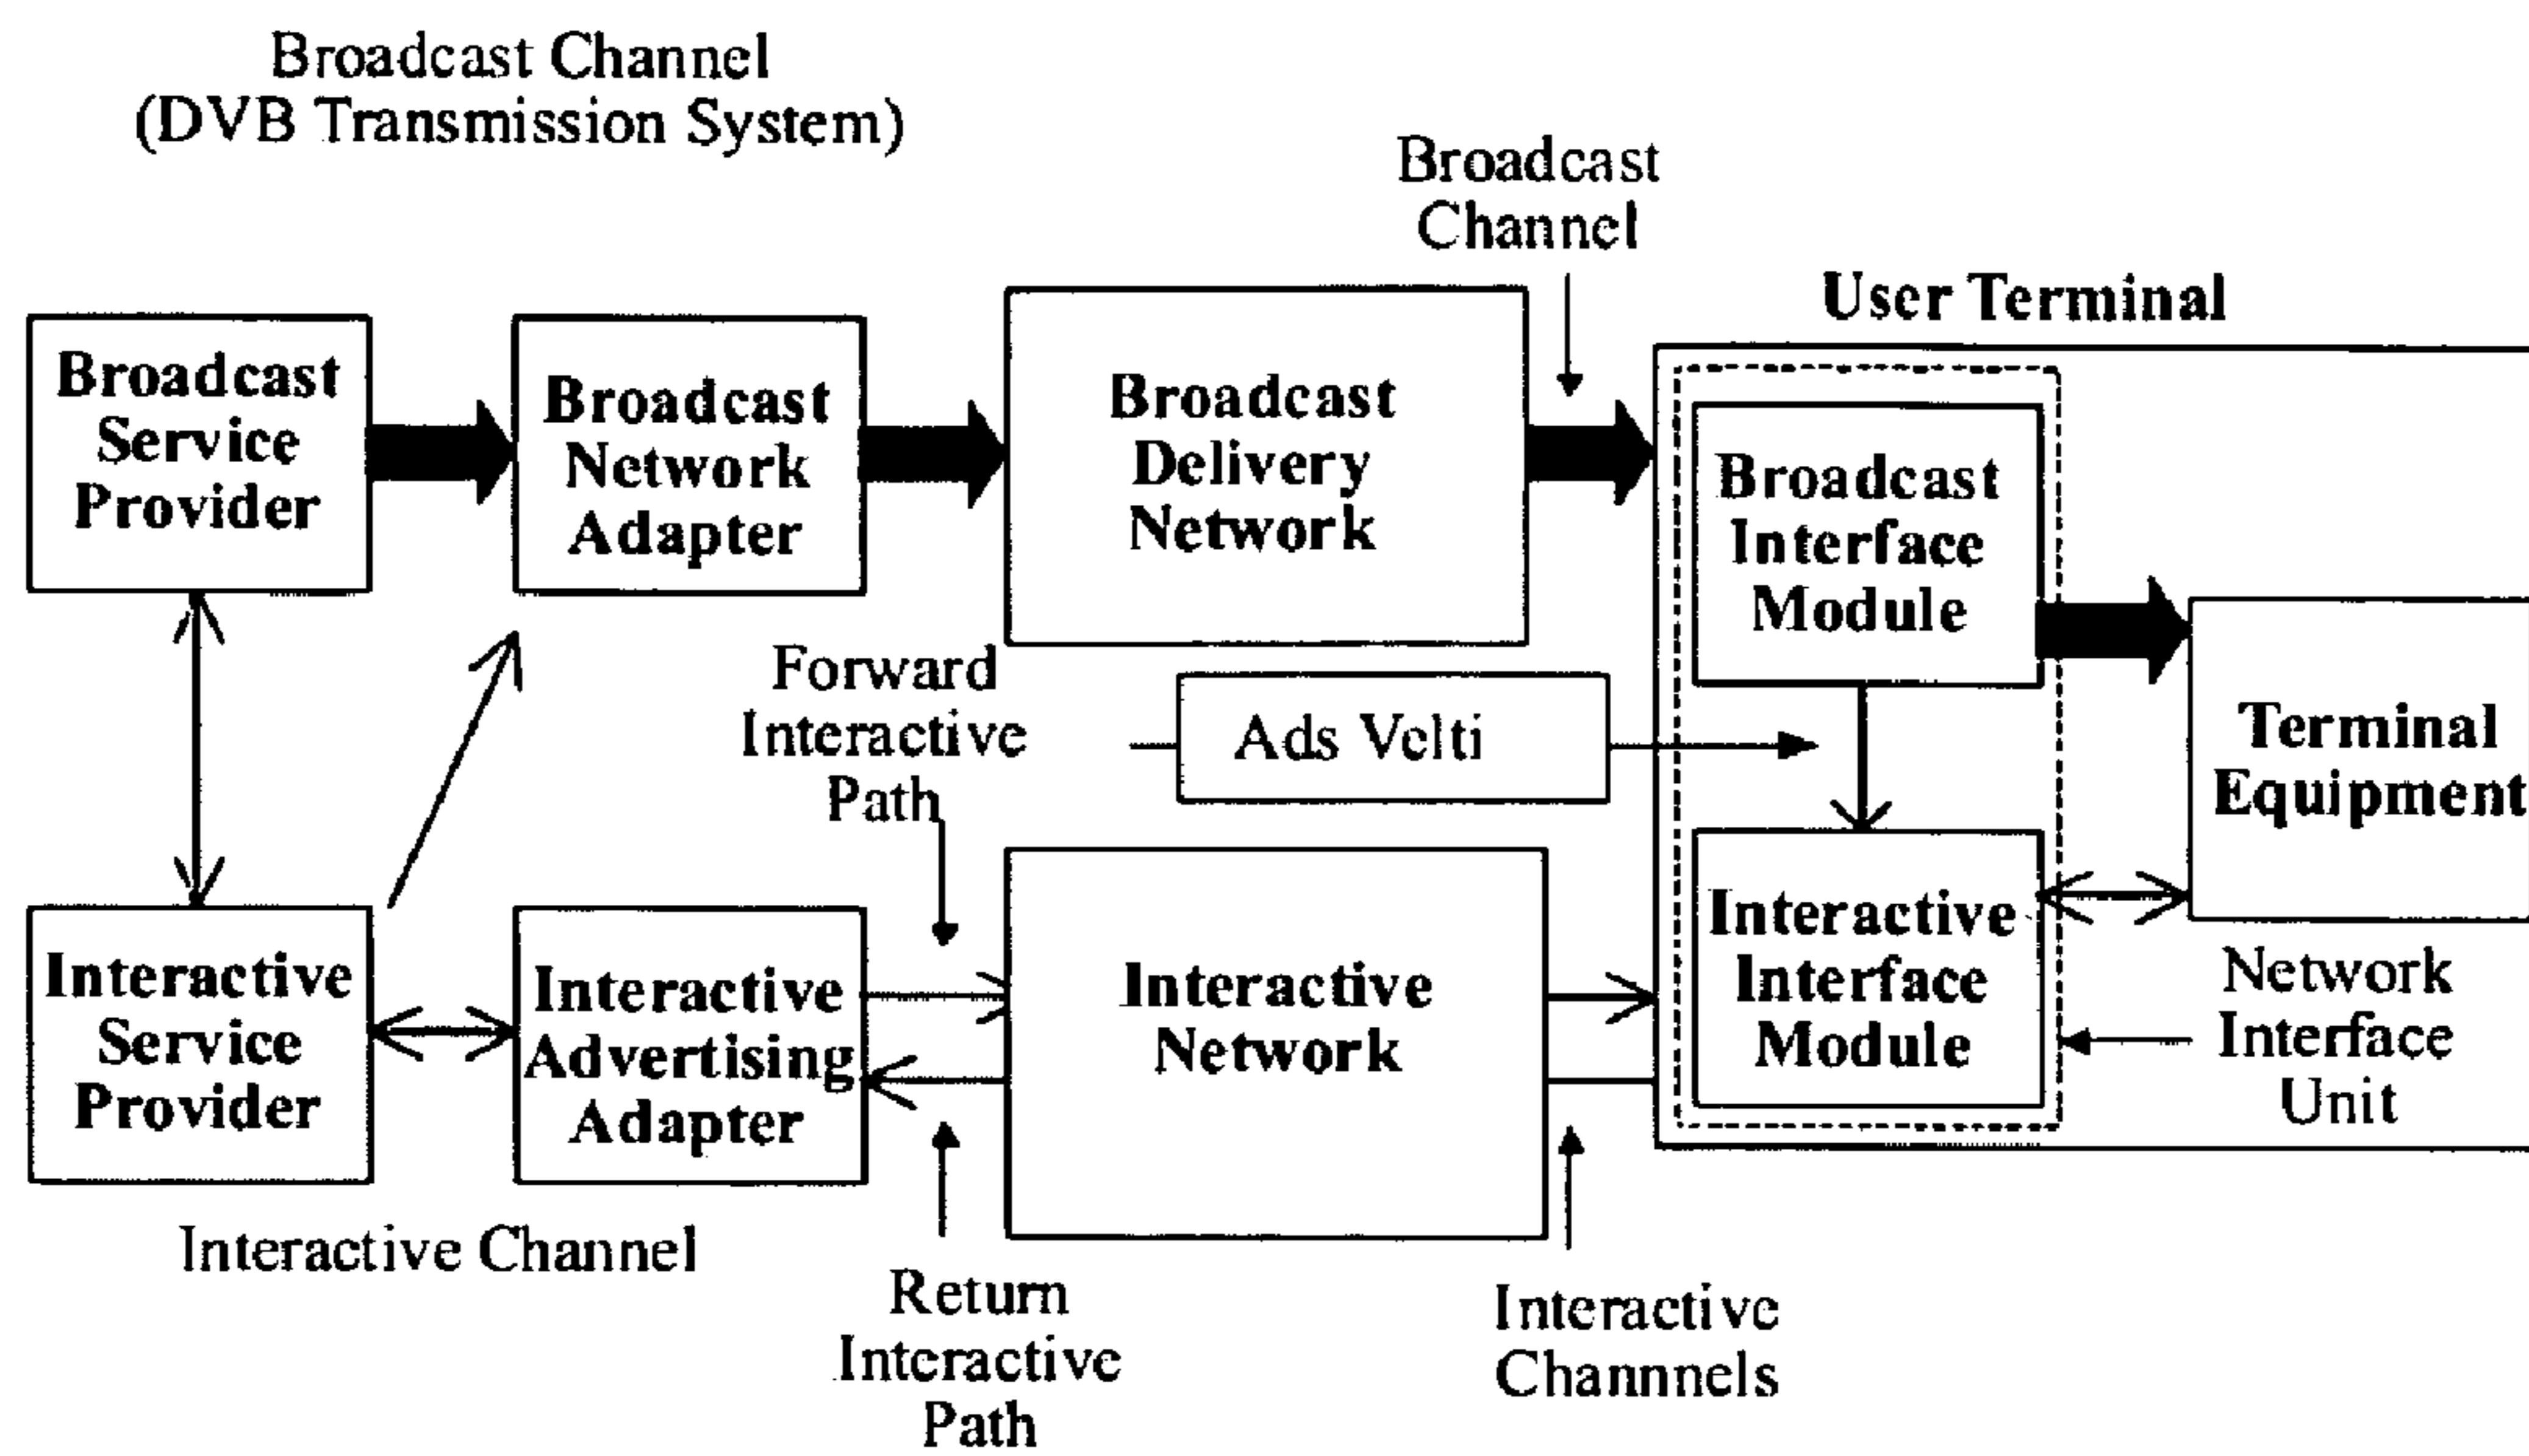 Broadcast Channel
(DVB Transmission System)
Broadcast
Channel
User Terminal
Broadcast
Service
Provider
Broadcast
Network
Adapter
Broadcast
Delivery
Network
Broadcast
Interface
Module
Forward
Interactive
Path
Ads Velti
Terminal
Equipment
Interactive
Service
Provider
Interactive
Advertising
Adapter
Interactive
Network
Interactive
Interface
Module
Network
Interface
Unit
Interactive Channel
Return
Interactive
Path
Interactive
Channnels